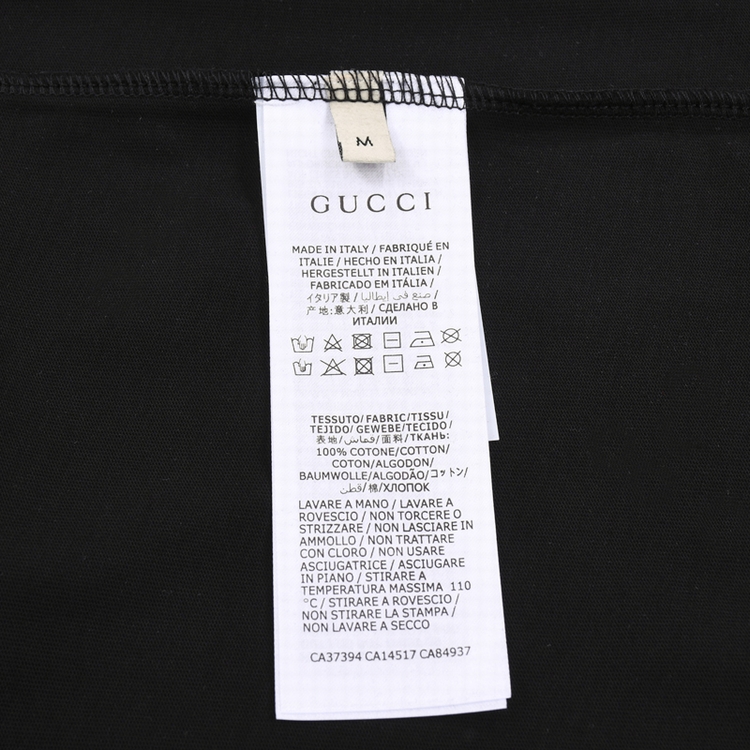 M
GUCCI
MADE IN ITALY / FABRIQUÉ EN
ITALIE / HECHO EN ITALIA /
HERGESTELLT IN ITALIEN /
FABRICADO EM ITÁLIA /
イタリア製 / صنع في إيطاليا /
产地:意大利 / СДЕЛАНО В
ИТАЛИИ
TESSUTO/FABRIC/TISSU/
TEJIDO/ GEWEBE/TECIDO/
表地/قماش/面料/ТКАНЬ:
100% COTONE/COTTON/
COTON/ALGODON/
BAUMWOLLE/ALGODÃO/コットン/
قطن/棉/ХЛОПОК
LAVARE A MANO / LAVARE A
ROVESCIO / NON TORCERE O
STRIZZARE / NON LASCIARE IN
AMMOLLO / NON TRATTARE
CON CLORO / NON USARE
ASCIUGATRICE / ASCIUGARE
IN PIANO / STIRARE A
TEMPERATURA MASSIMA 110
°C / STIRARE A ROVESCIO /
NON STIRARE LA STAMPA /
NON LAVARE A SECCO
CA37394 CA14517 CA84937